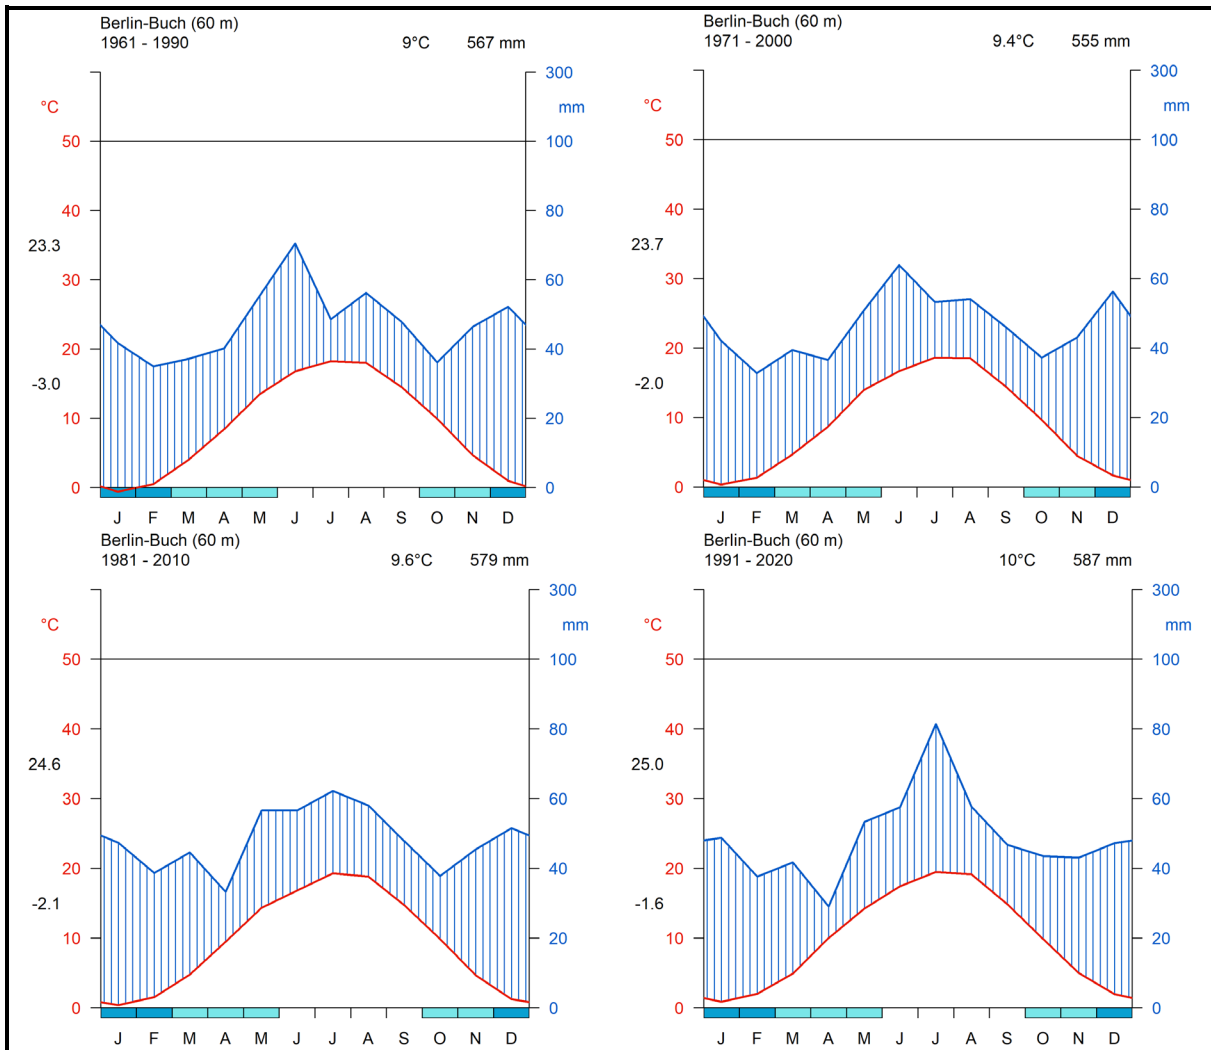 Berlin-Buch (60 m)
1961 - 1990 9°C 567 mm
300
°C mm
50 100
40 80
23.3
30 60
20 40
-3.0
10 20
0 0
J F M A M J J A S O N D
Berlin-Buch (60 m)
1971 - 2000 9.4°C 555 mm
300
°C mm
50 100
40 80
23.7
30 60
20 40
-2.0
10 20
0 0
J F M A M J J A S O N D
Berlin-Buch (60 m)
1981 - 2010 9.6°C 579 mm
300
°C mm
50 100
40 80
24.6
30 60
20 40
-2.1
10 20
0 0
J F M A M J J A S O N D
Berlin-Buch (60 m)
1991 - 2020 10°C 587 mm
300
°C mm
50 100
40 80
25.0
30 60
20 40
-1.6
10 20
0 0
J F M A M J J A S O N D